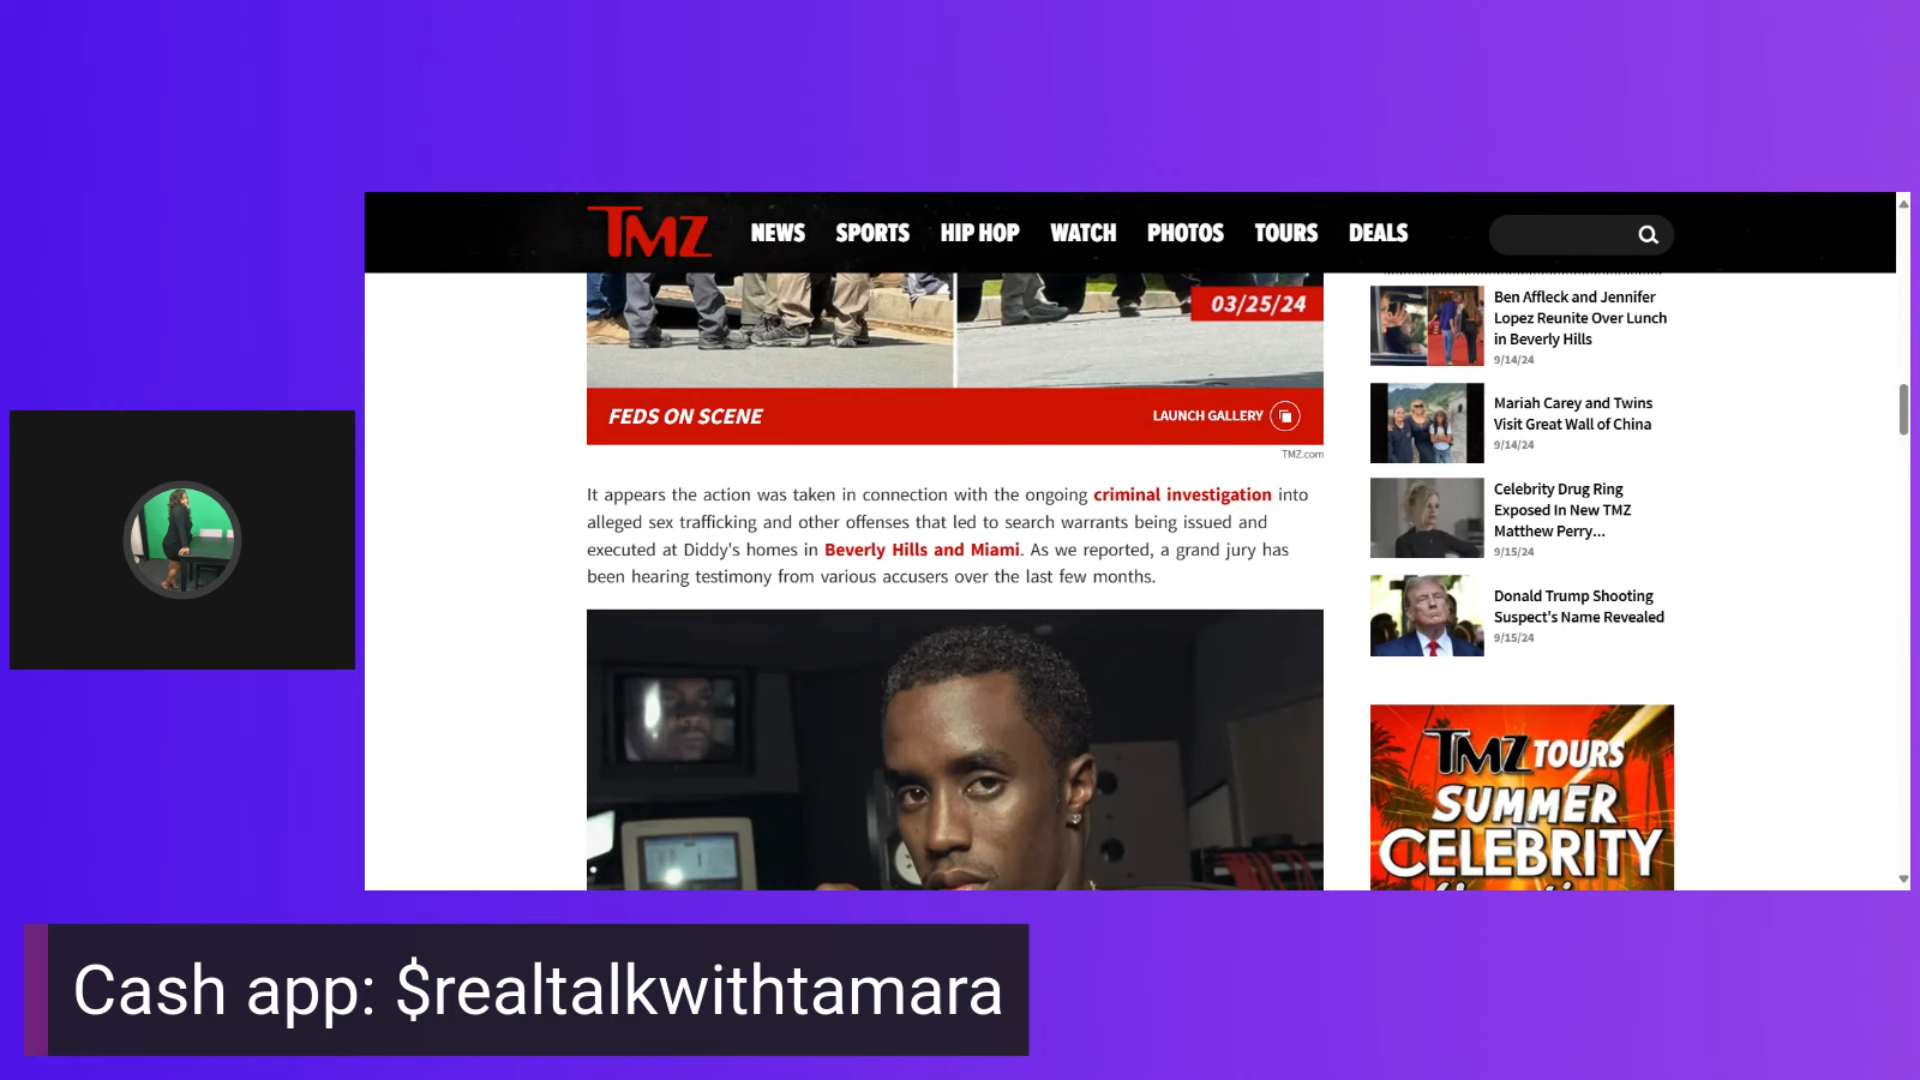 TMZ
NEWS SPORTS HIP HOP WATCH PHOTOS TOURS DEALS
03/25/24
FEDS ON SCENE
LAUNCH GALLERY
TMZ.com
It appears the action was taken in connection with the ongoing criminal investigation into
alleged sex trafficking and other offenses that led to search warrants being issued and
executed at Diddy's homes in Beverly Hills and Miami. As we reported, a grand jury has
been hearing testimony from various accusers over the last few months.
Ben Affleck and Jennifer
Lopez Reunite Over Lunch
in Beverly Hills
9/14/24
Mariah Carey and Twins
Visit Great Wall of China
9/14/24
Celebrity Drug Ring
Exposed In New TMZ
Matthew Perry...
9/15/24
Donald Trump Shooting
Suspect's Name Revealed
9/15/24
TMZ TOURS
SUMMER
CELEBRITY
Cash app: $realtalkwithtamara